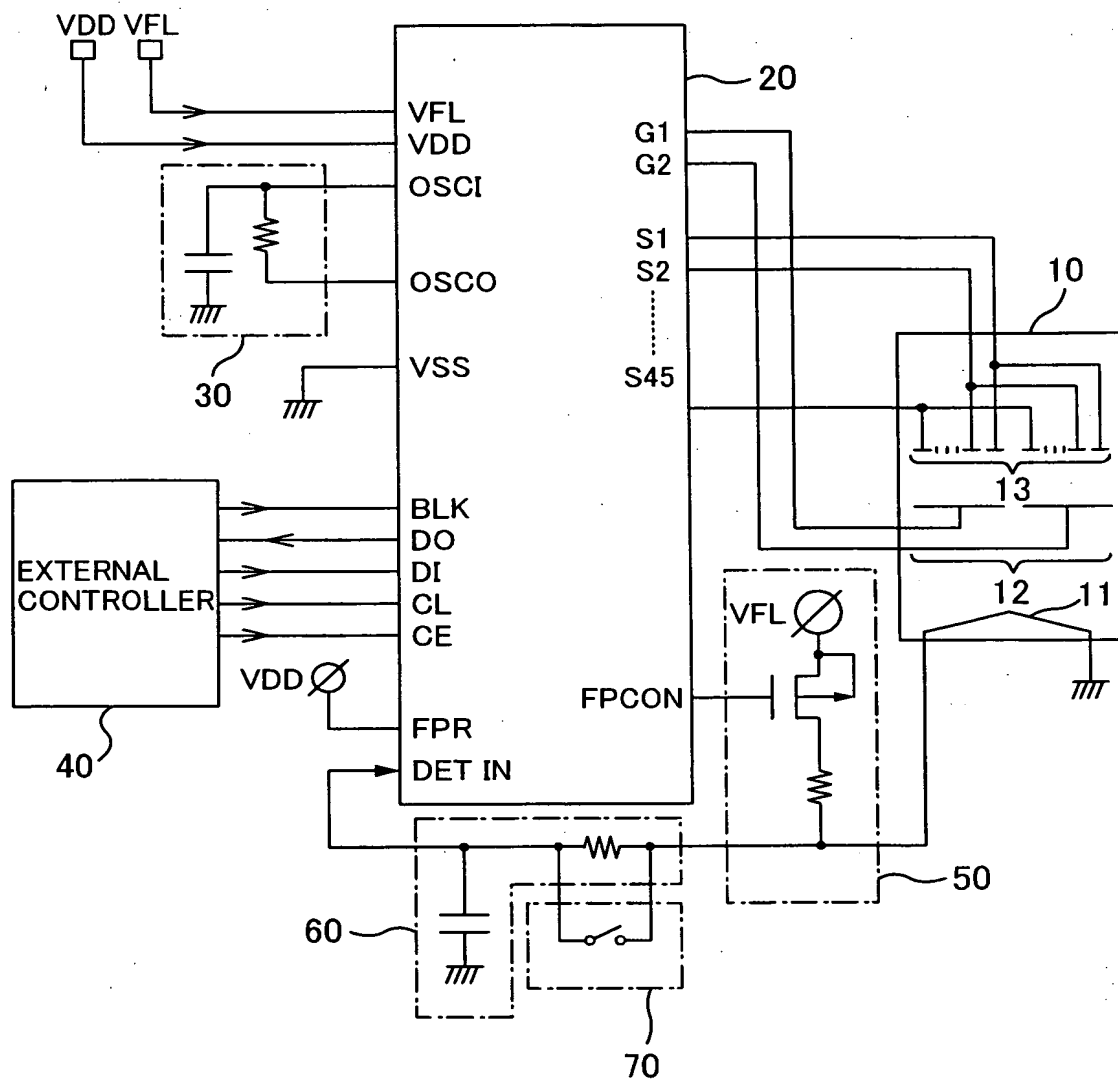 VDD VFL
20
VFL
VDD
OSCI
OSCO
VSS
30
G1
G2
S1
S2
S45
10
13
12
11
EXTERNAL
CONTROLLER
40
BLK
DO
DI
CL
CE
VDD
FPR
DET IN
FPCON
VFL
50
60
70